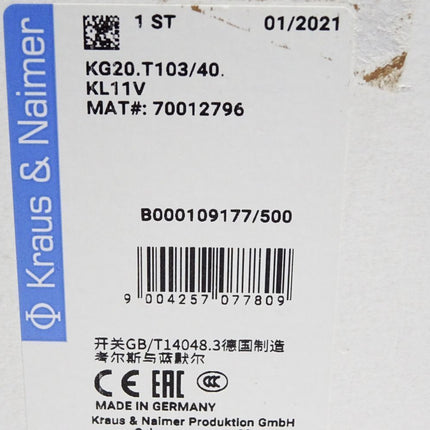 Kraus & Naimer
1 ST 01/2021
KG20.T103/40.
KL11V
MAT#: 70012796
B000109177/500
9 004257 077809
开关GB/T14048.3德国制造
考尔斯与蓝默尔
CE EAC CCC
MADE IN GERMANY
Kraus & Naimer Produktion GmbH